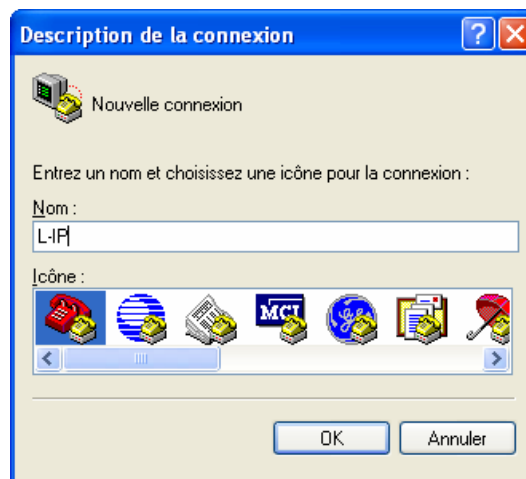 Description de la connexion
Nouvelle connexion
Entrez un nom et choisissez une icône pour la connexion :
Nom :
L-IP
Icône :
MCI
OK Annuler